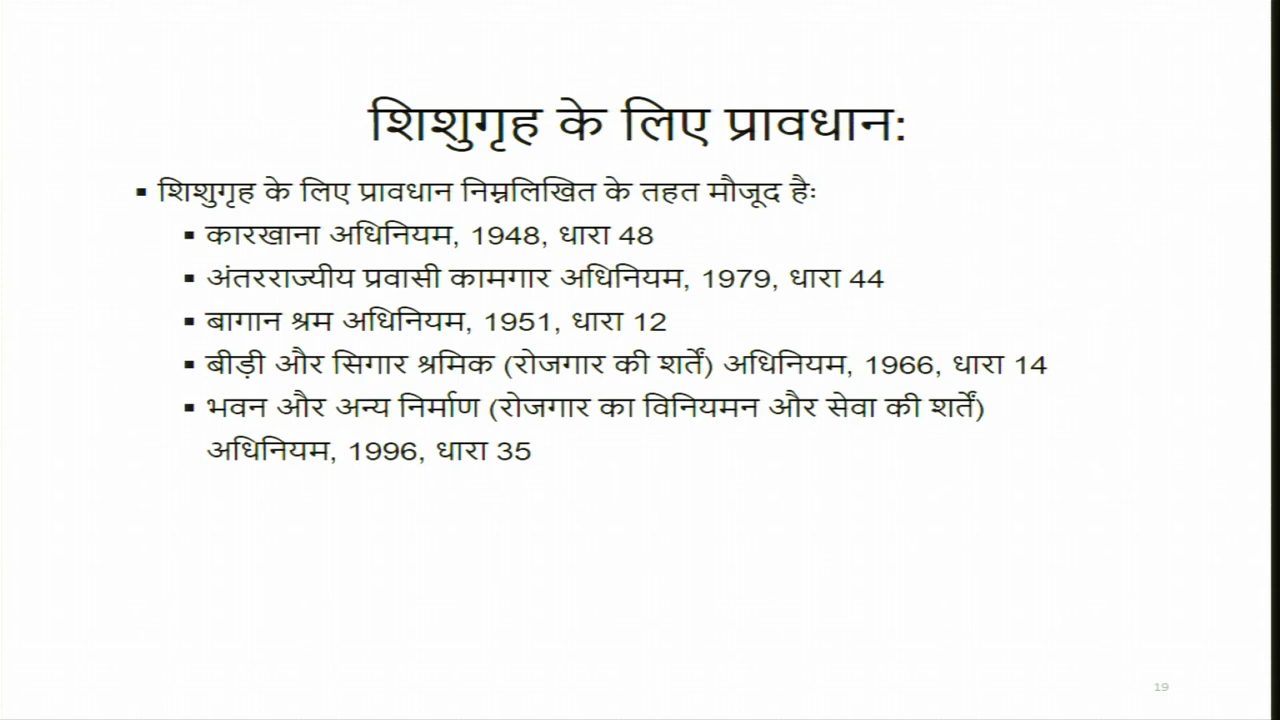 शिशुगृह के लिए प्रावधान:
▪ शिशुगृह के लिए प्रावधान निम्नलिखित के तहत मौजूद हैः
▪ कारखाना अधिनियम, 1948, धारा 48
▪ अंतरराज्यीय प्रवासी कामगार अधिनियम, 1979, धारा 44
▪ बागान श्रम अधिनियम, 1951, धारा 12
▪ बीड़ी और सिगार श्रमिक (रोजगार की शर्तें) अधिनियम, 1966, धारा 14
▪ भवन और अन्य निर्माण (रोजगार का विनियमन और सेवा की शर्तें)
अधिनियम, 1996, धारा 35
19